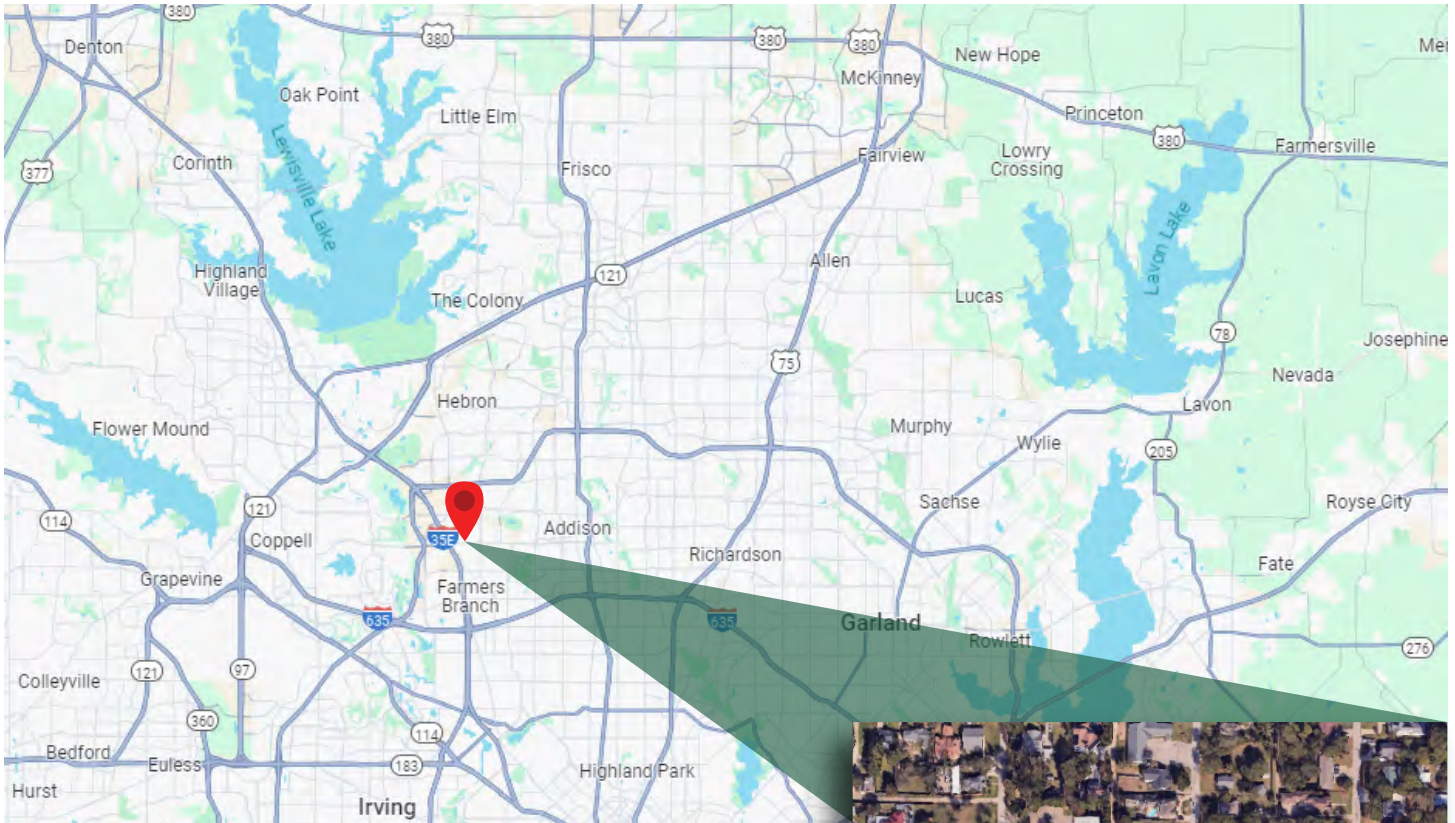 380
Denton
380
380
380
New Hope
Mer
McKinney
Oak Point
Little Elm
Princeton
380
Farmersville
Corinth
Frisco
Fairview
Lowry
Crossing
377
Lewisville Lake
Lavon Lake
Highland
Village
121
Allen
The Colony
Lucas
78
Josephine
75
Nevada
Hebron
Lavon
Flower Mound
Murphy
Wylie
205
121
Sachse
Royse City
114
Coppell
35E
Addison
Richardson
Fate
Grapevine
Farmers
Branch
635
635
Garland
Rowlett
276
121
97
Colleyville
360
114
Bedford
Euless
183
Highland Park
Hurst
Irving